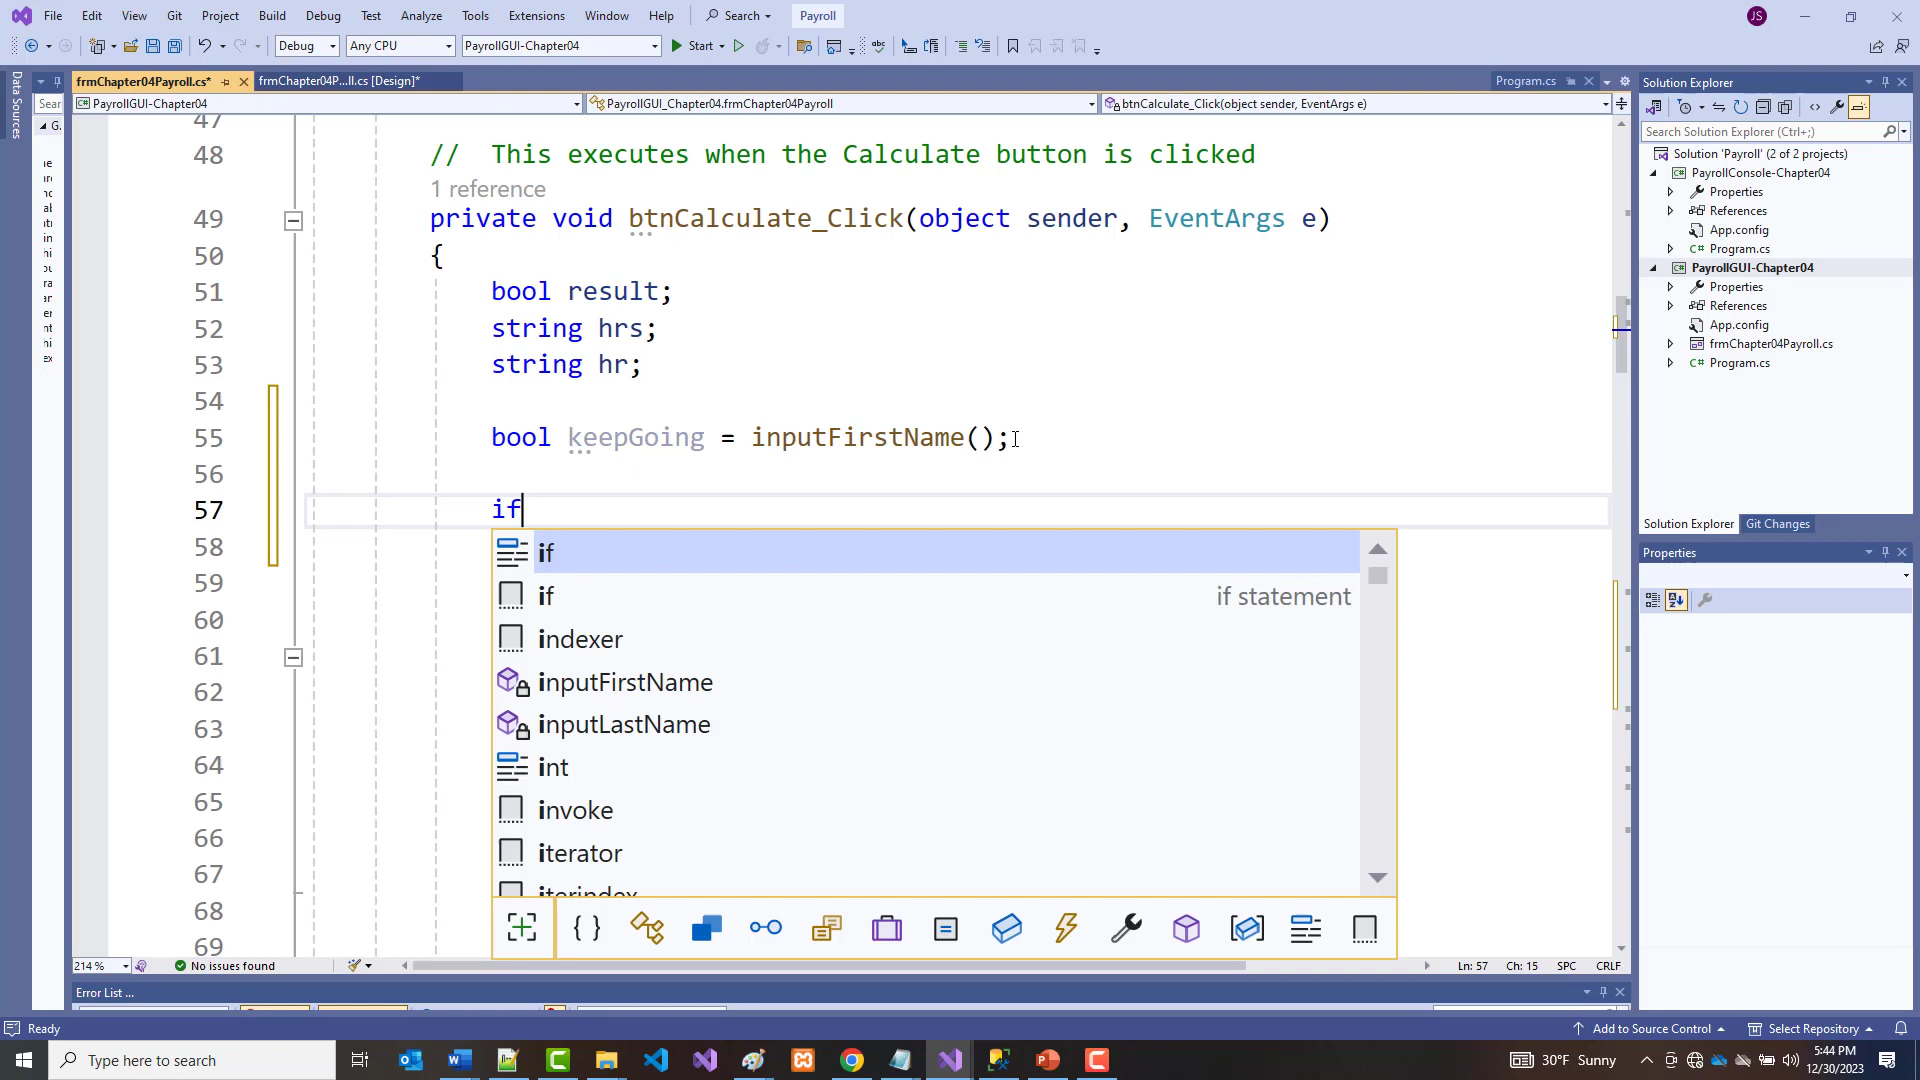 File Edit View Git Project Build Debug Test Analyze Tools Extensions Window Help Search Payroll JS
Debug Any CPU PayrollGUI-Chapter04 Start
Data Sources
frmChapter04Payroll.cs* frmChapter04P...ll.cs [Design]* Program.cs
PayrollGUI-Chapter04 PayrollGUI_Chapter04.frmChapter04Payroll btnCalculate_Click(object sender, EventArgs e)
47
48 // This executes when the Calculate button is clicked
1 reference
49 private void btnCalculate_Click(object sender, EventArgs e)
50 {
51 bool result;
52 string hrs;
53 string hr;
54
55 bool keepGoing = inputFirstName();
56
57 if
58
59
60
61
62
63
64
65
66
67
68
69
if
if if statement
indexer
inputFirstName
inputLastName
int
invoke
iterator
iterindex
214 % No issues found Ln: 57 Ch: 15 SPC CRLF
Error List ...
Solution Explorer
Search Solution Explorer (Ctrl+;)
Solution 'Payroll' (2 of 2 projects)
PayrollConsole-Chapter04
Properties
References
App.config
C# Program.cs
PayrollGUI-Chapter04
Properties
References
App.config
frmChapter04Payroll.cs
C# Program.cs
Solution Explorer Git Changes
Properties
Ready Add to Source Control Select Repository
Type here to search 30°F Sunny 5:44 PM
12/30/2023